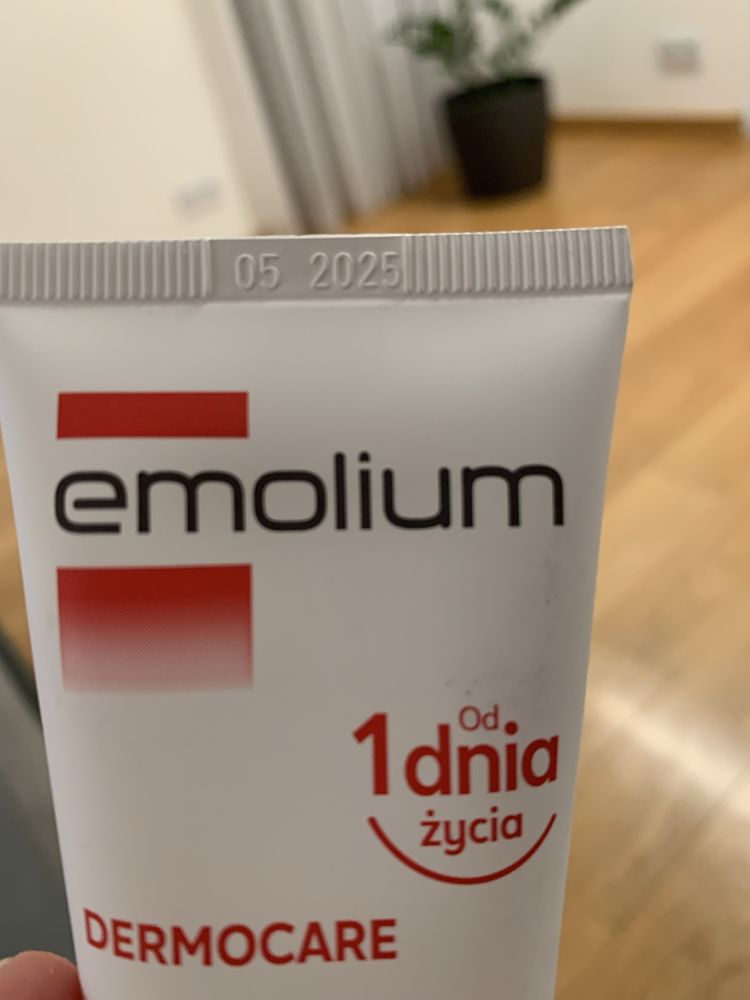 05 2025
emolium
Od
1 dnia
życia
DERMOCARE